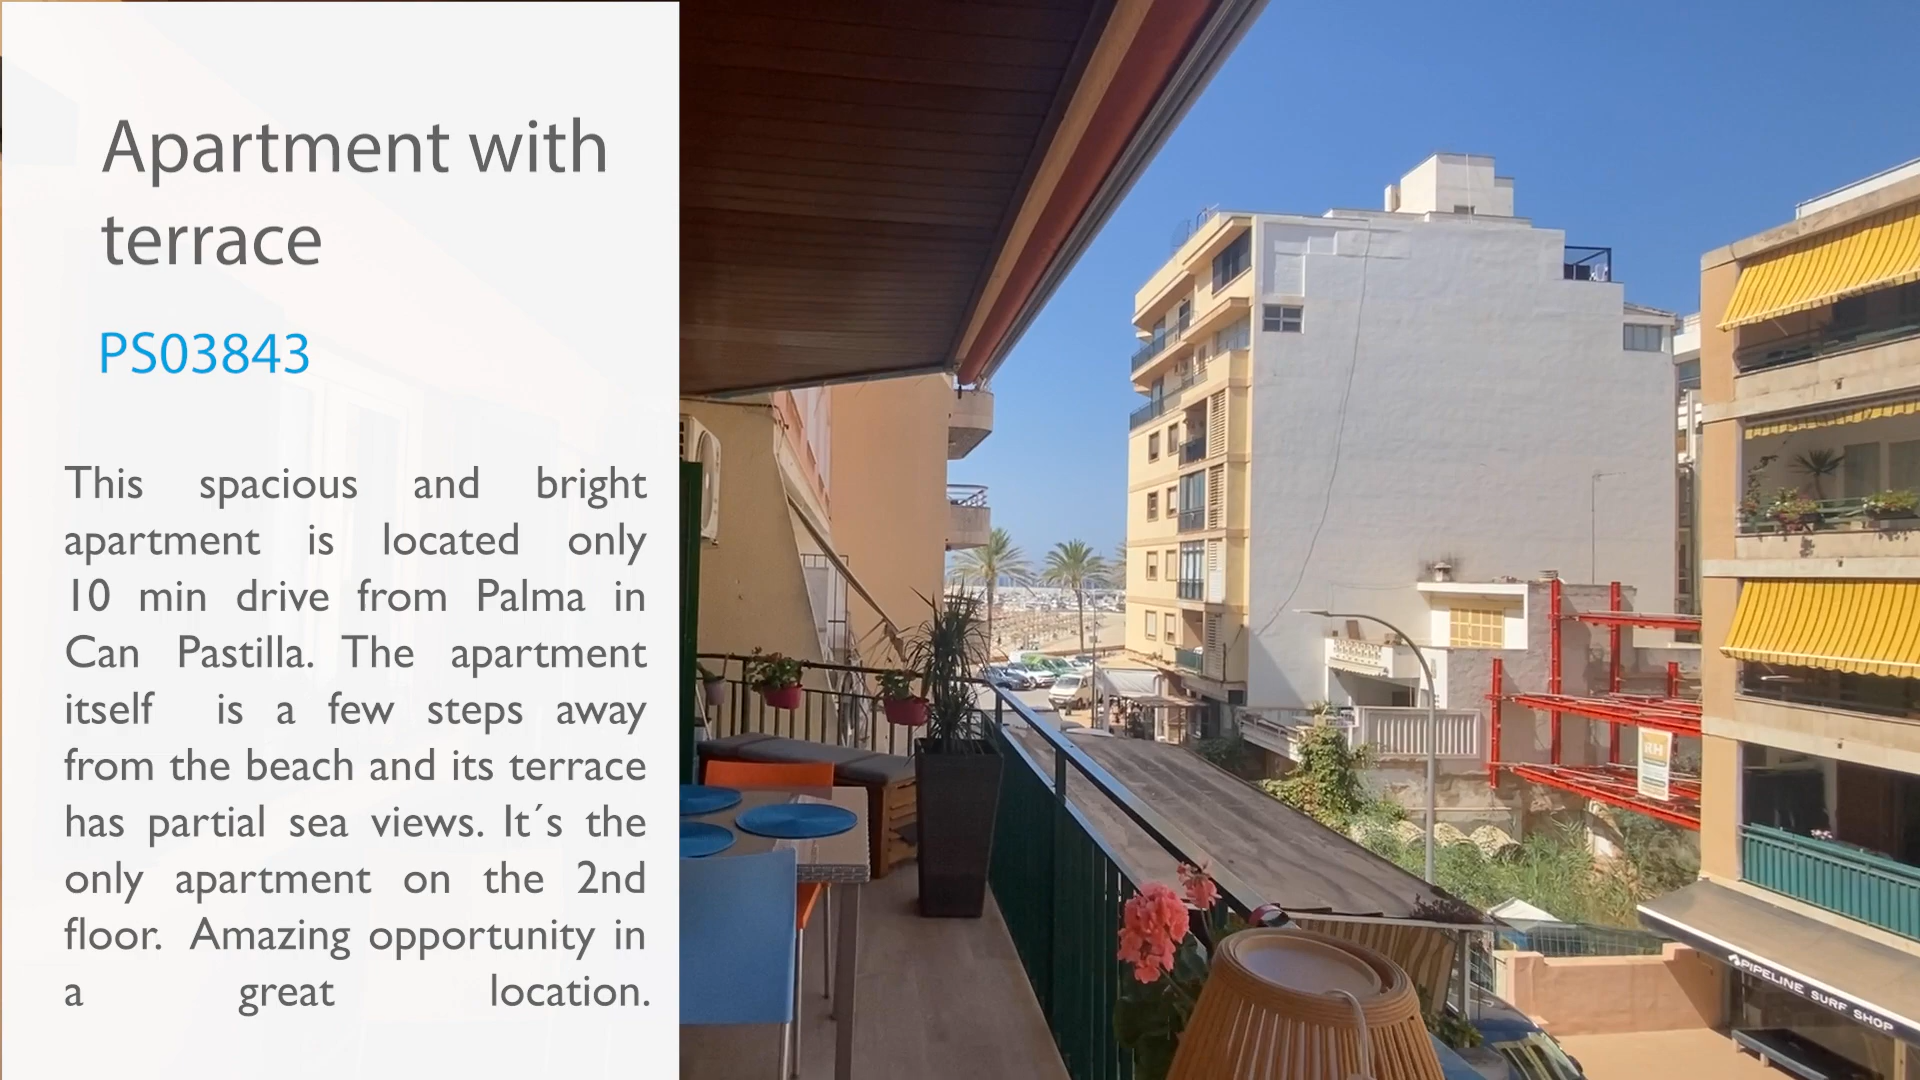 Apartment with
terrace
PS03843
This spacious and bright
apartment is located only
10 min drive from Palma in
Can Pastilla. The apartment
itself is a few steps away
from the beach and its terrace
has partial sea views. It´s the
only apartment on the 2nd
floor. Amazing opportunity in
a great location.
RH
PIPELINE SURF SHOP